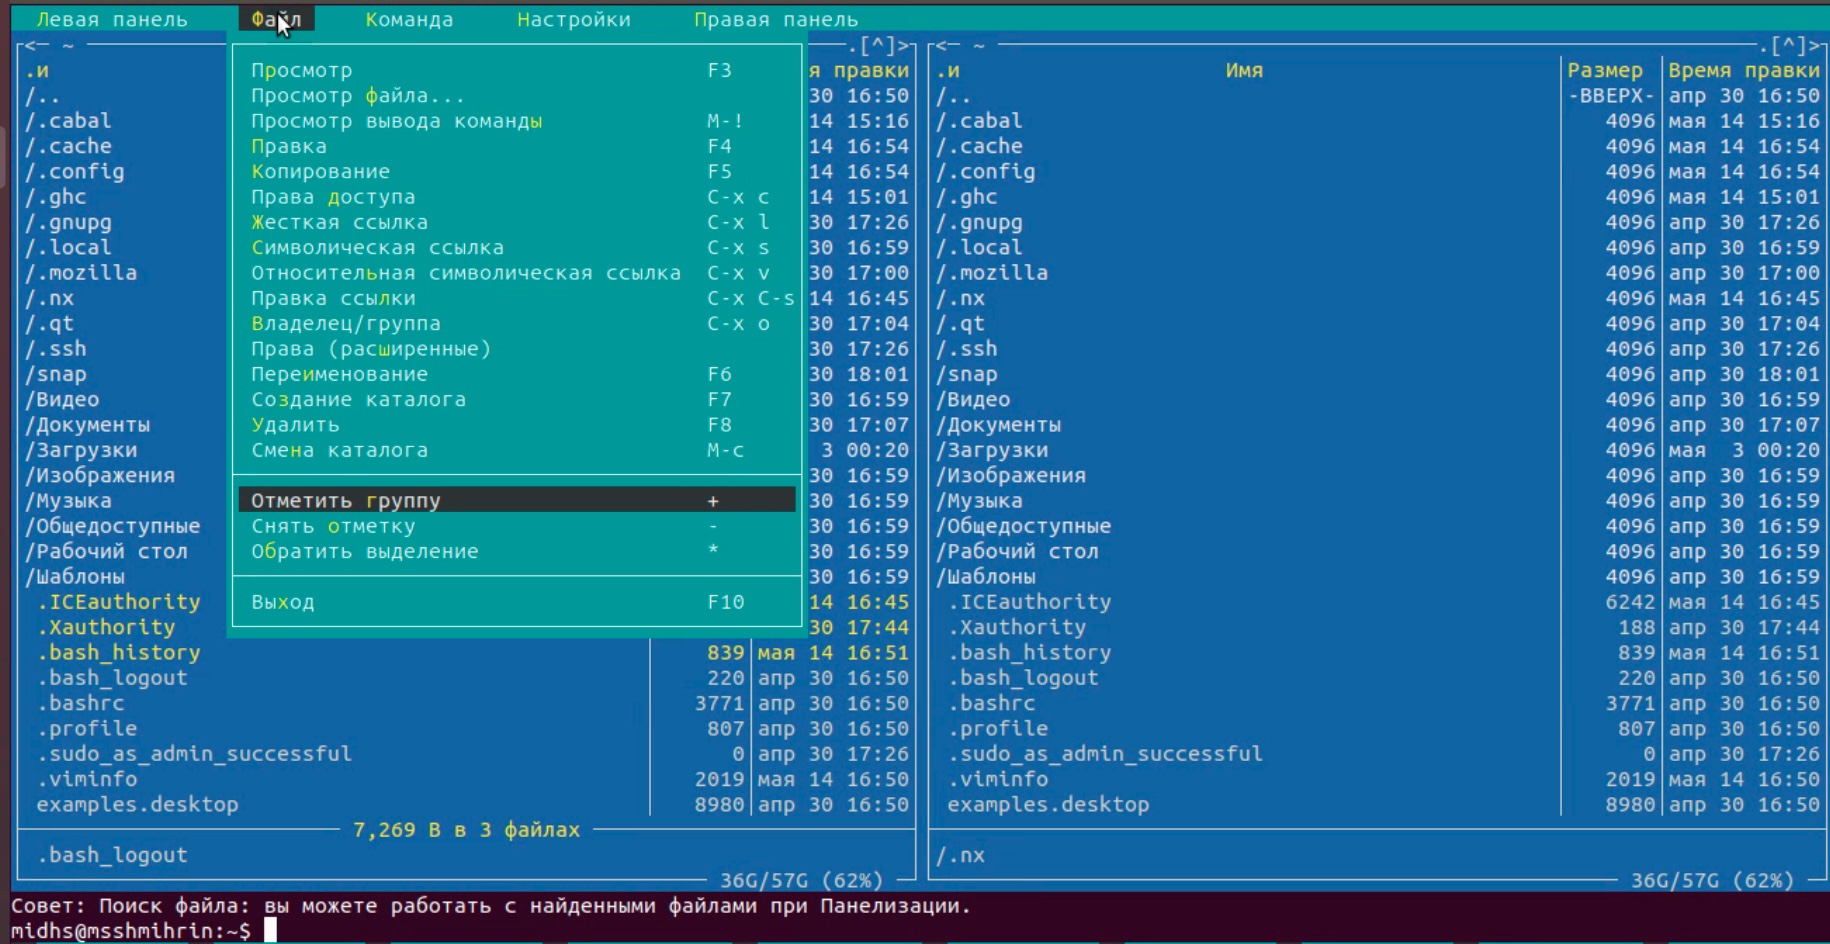 Левая панель Файл Команда Настройки Правая панель
<─ ~ .[^]> <─ ~ .[^]>
.и Просмотр F3 я правки .и Имя Размер Время правки
/.. Просмотр файла... 30 16:50 /.. -ВВЕРХ- апр 30 16:50
/.cabal Просмотр вывода команды M-! 14 15:16 /.cabal 4096 мая 14 15:16
/.cache Правка F4 14 16:54 /.cache 4096 мая 14 16:54
/.config Копирование F5 14 16:54 /.config 4096 мая 14 16:54
/.ghc Права доступа C-x c 14 15:01 /.ghc 4096 мая 14 15:01
/.gnupg Жесткая ссылка C-x l 30 17:26 /.gnupg 4096 апр 30 17:26
/.local Символическая ссылка C-x s 30 16:59 /.local 4096 апр 30 16:59
/.mozilla Относительная символическая ссылка C-x v 30 17:00 /.mozilla 4096 апр 30 17:00
/.nx Правка ссылки C-x C-s 14 16:45 /.nx 4096 мая 14 16:45
/.qt Владелец/группа C-x o 30 17:04 /.qt 4096 апр 30 17:04
/.ssh Права (расширенные) 30 17:26 /.ssh 4096 апр 30 17:26
/snap Переименование F6 30 18:01 /snap 4096 апр 30 18:01
/Видео Создание каталога F7 30 16:59 /Видео 4096 апр 30 16:59
/Документы Удалить F8 30 17:07 /Документы 4096 апр 30 17:07
/Загрузки Смена каталога M-c 3 00:20 /Загрузки 4096 мая 3 00:20
/Изображения 30 16:59 /Изображения 4096 апр 30 16:59
/Музыка Отметить группу + 30 16:59 /Музыка 4096 апр 30 16:59
/Общедоступные Снять отметку - 30 16:59 /Общедоступные 4096 апр 30 16:59
/Рабочий стол Обратить выделение * 30 16:59 /Рабочий стол 4096 апр 30 16:59
/Шаблоны 30 16:59 /Шаблоны 4096 апр 30 16:59
.ICEauthority Выход F10 14 16:45 .ICEauthority 6242 мая 14 16:45
.Xauthority 30 17:44 .Xauthority 188 апр 30 17:44
.bash_history 839 мая 14 16:51 .bash_history 839 мая 14 16:51
.bash_logout 220 апр 30 16:50 .bash_logout 220 апр 30 16:50
.bashrc 3771 апр 30 16:50 .bashrc 3771 апр 30 16:50
.profile 807 апр 30 16:50 .profile 807 апр 30 16:50
.sudo_as_admin_successful 0 апр 30 17:26 .sudo_as_admin_successful 0 апр 30 17:26
.viminfo 2019 мая 14 16:50 .viminfo 2019 мая 14 16:50
examples.desktop 8980 апр 30 16:50 examples.desktop 8980 апр 30 16:50
7,269 B в 3 файлах
.bash_logout /.nx
36G/57G (62%) 36G/57G (62%)
Совет: Поиск файла: вы можете работать с найденными файлами при Панелизации.
midhs@msshmihrin:~$